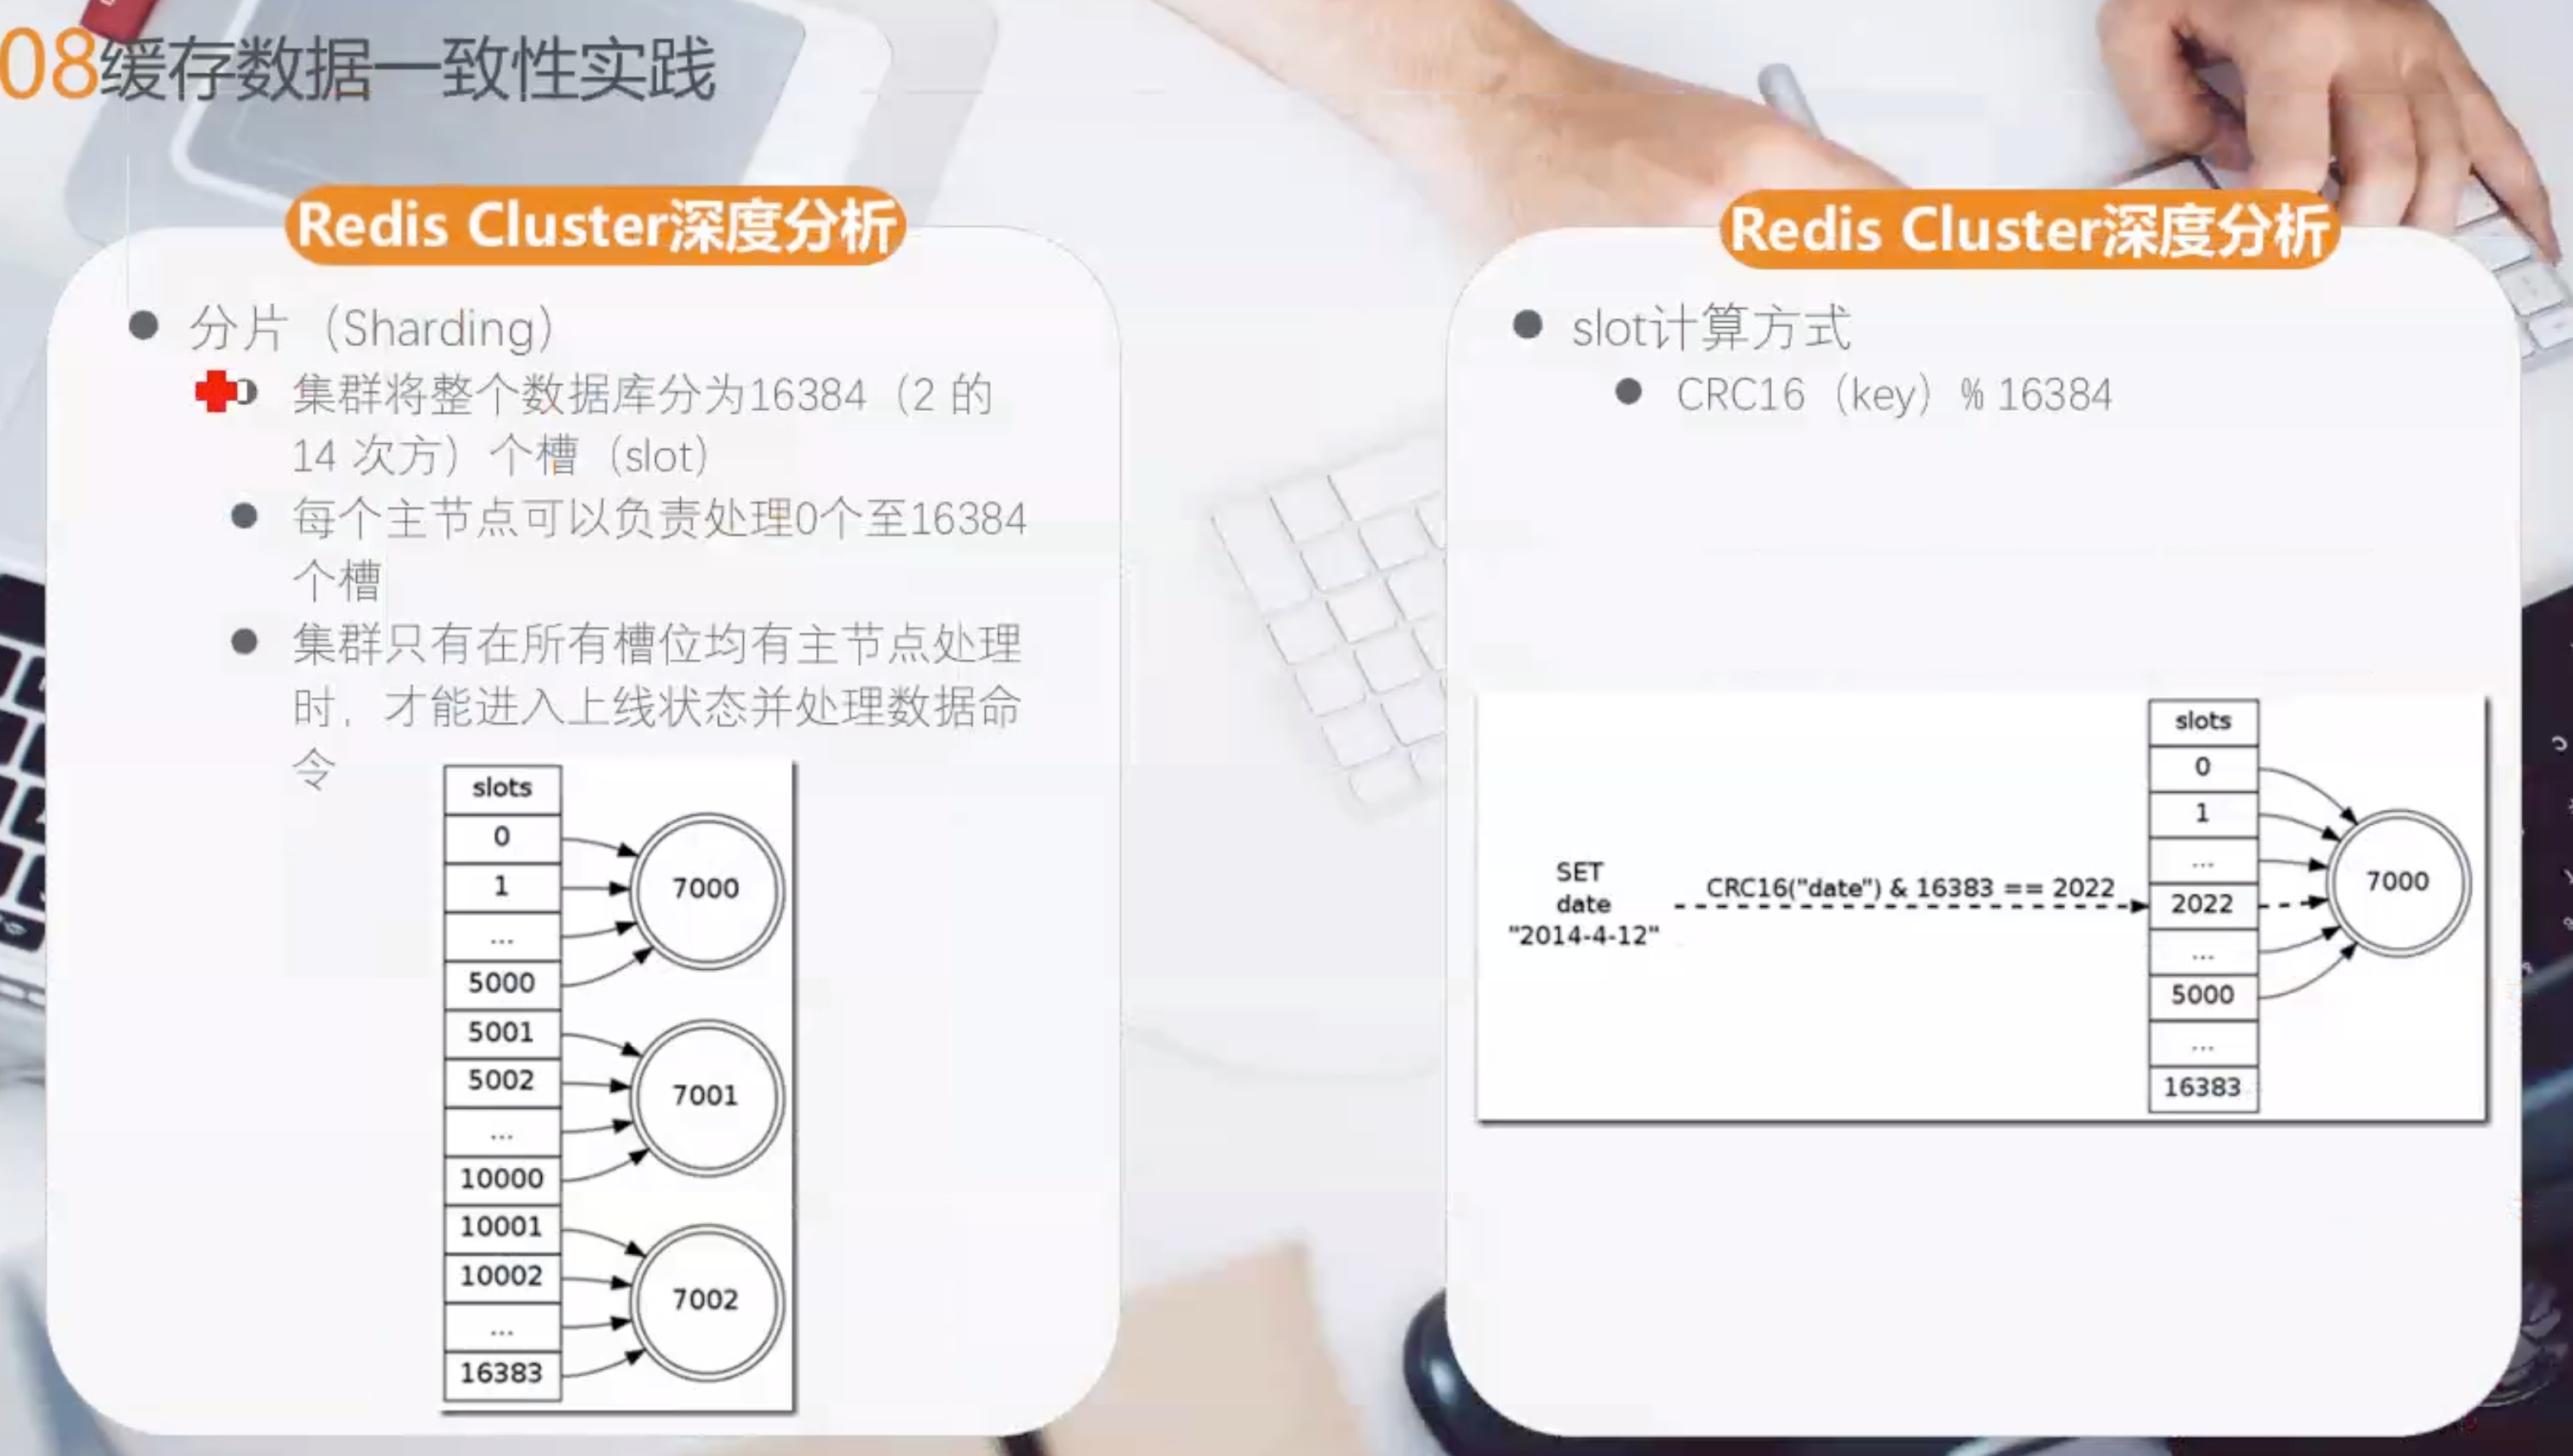 08缓存数据一致性实践
Redis Cluster深度分析
分片（Sharding）
集群将整个数据库分为16384（2 的
14 次方）个槽（slot）
每个主节点可以负责处理0个至16384
个槽
集群只有在所有槽位均有主节点处理
时，才能进入上线状态并处理数据命
令
slots
0
1
...
5000
5001
5002
...
10000
10001
10002
...
16383
7000
7001
7002
Redis Cluster深度分析
slot计算方式
CRC16（key）% 16384
SET
date
"2014-4-12"
CRC16("date") & 16383 == 2022
slots
0
1
...
2022
...
5000
...
16383
7000